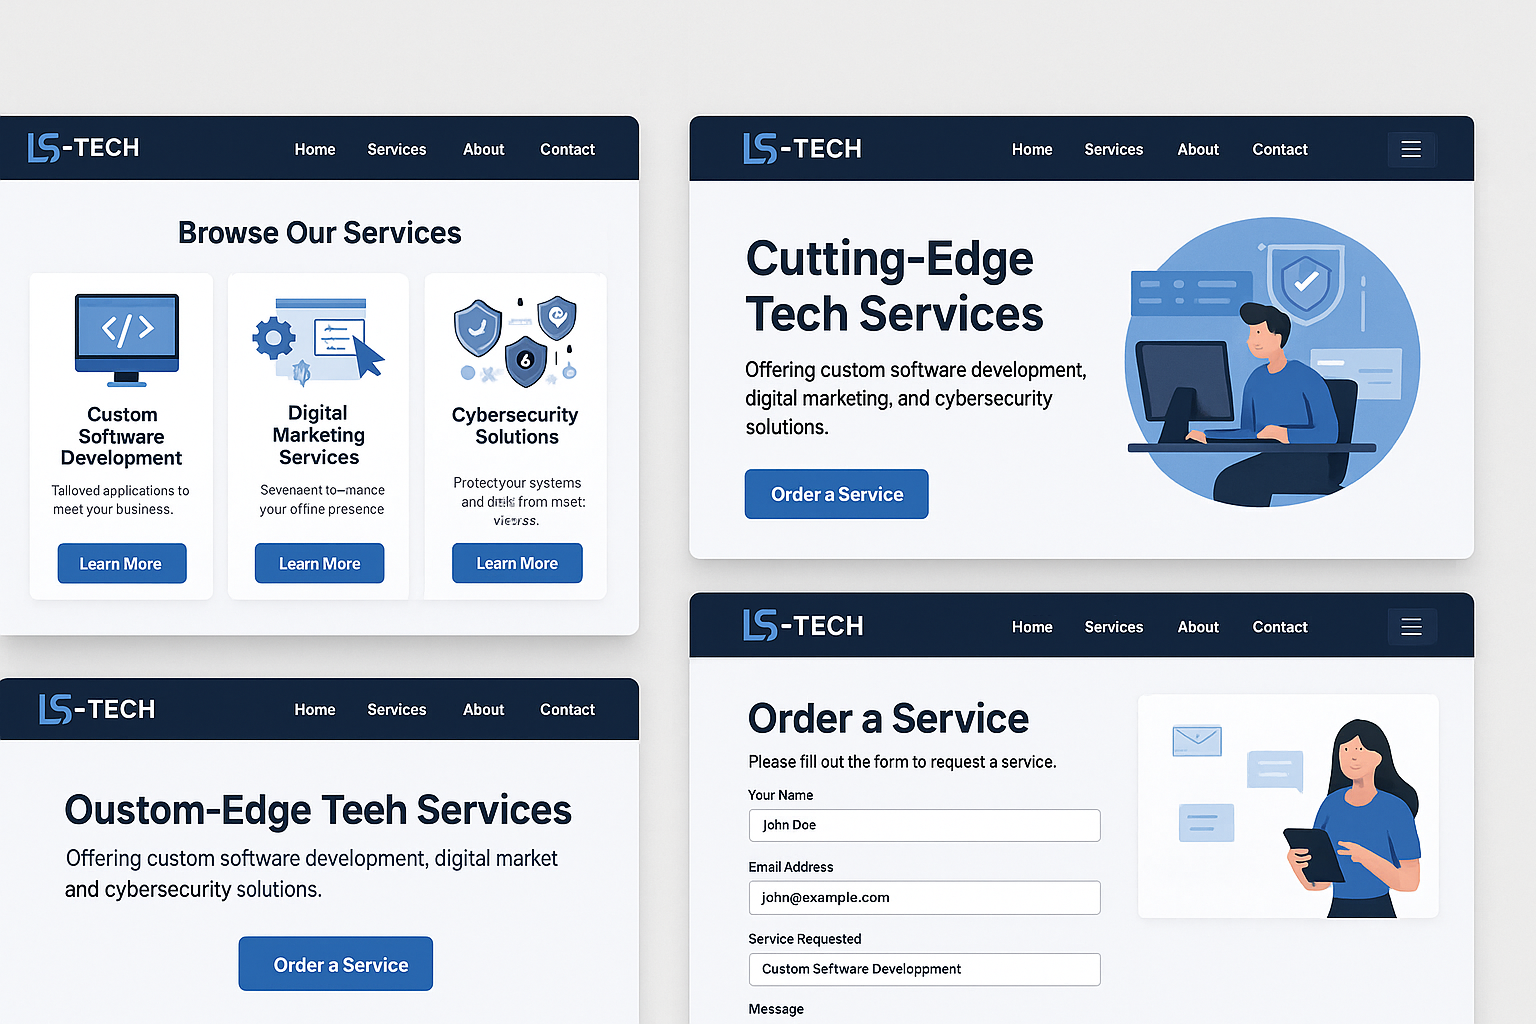 LS-TECH
Home Services About Contact
Browse Our Services
Custom
Software
Development
Talloved applications to
meet your business.
Learn More
Digital
Marketing
Services
Sevenaent to–mance
your offine presence
Learn More
Cybersecurity
Solutions
Protectyour systems
and from mset:
Learn More
LS-TECH
Home Services About Contact
Cutting-Edge
Tech Services
Offering custom software development,
digital marketing, and cybersecurity
solutions.
Order a Service
LS-TECH
Home Services About Contact
Oustom-Edge Teeh Services
Offering custom software development, digital market
and cybersecurity solutions.
Order a Service
LS-TECH
Home Services About Contact
Order a Service
Please fill out the form to request a service.
Your Name
John Doe
Email Address
john@example.com
Service Requested
Custom Seftware Developpment
Message